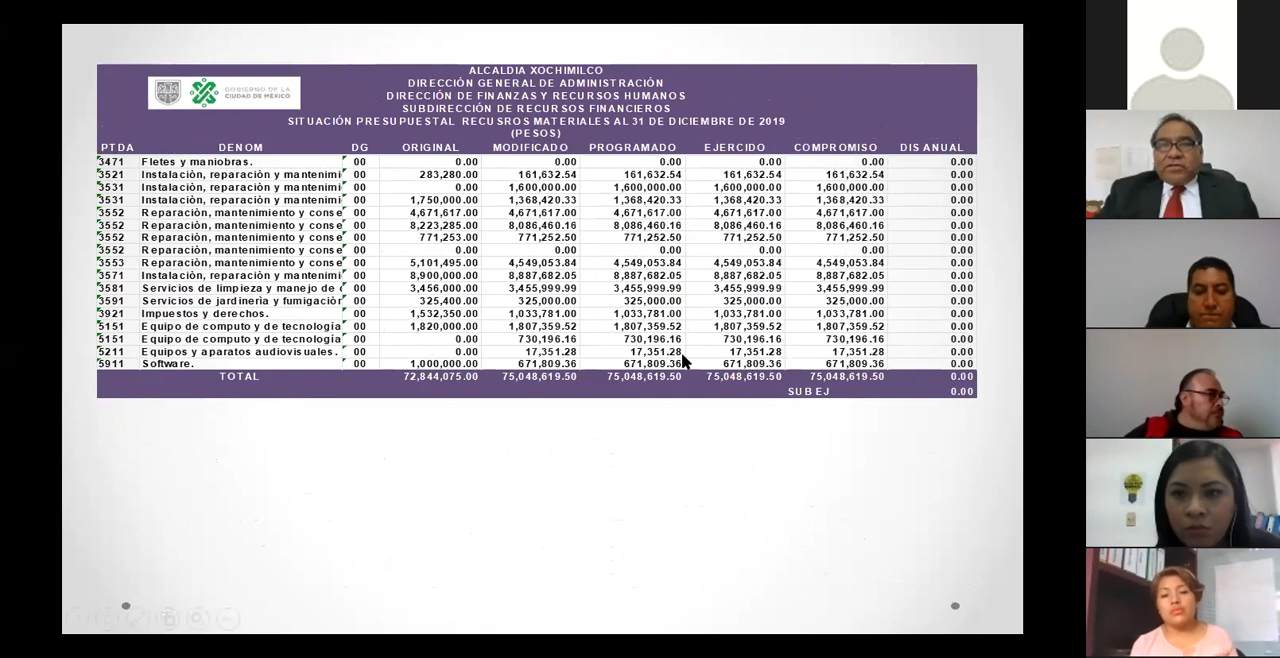 GOBIERNO DE LA
CIUDAD DE MÉXICO
ALCALDIA XOCHIMILCO
DIRECCIÓN GENERAL DE ADMINISTRACIÓN
DIRECCIÓN DE FINANZAS Y RECURSOS HUMANOS
SUBDIRECCIÓN DE RECURSOS FINANCIEROS
SITUACIÓN PRESUPUESTAL RECUSROS MATERIALES AL 31 DE DICIEMBRE DE 2019
(PESOS)
PTDA DENOM DG ORIGINAL MODIFICADO PROGRAMADO EJERCIDO COMPROMISO DIS ANUAL
3471 Fletes y maniobras. 00 0.00 0.00 0.00 0.00 0.00 0.00
3521 Instalaciòn, reparaciòn y mantenimi 00 283,280.00 161,632.54 161,632.54 161,632.54 161,632.54 0.00
3531 Instalaciòn, reparaciòn y mantenimi 00 0.00 1,600,000.00 1,600,000.00 1,600,000.00 1,600,000.00 0.00
3531 Instalaciòn, reparaciòn y mantenimi 00 1,750,000.00 1,368,420.33 1,368,420.33 1,368,420.33 1,368,420.33 0.00
3552 Reparaciòn, mantenimiento y conse 00 4,671,617.00 4,671,617.00 4,671,617.00 4,671,617.00 4,671,617.00 0.00
3552 Reparaciòn, mantenimiento y conse 00 8,223,285.00 8,086,460.16 8,086,460.16 8,086,460.16 8,086,460.16 0.00
3552 Reparaciòn, mantenimiento y conse 00 771,253.00 771,252.50 771,252.50 771,252.50 771,252.50 0.00
3552 Reparaciòn, mantenimiento y conse 00 0.00 0.00 0.00 0.00 0.00 0.00
3553 Reparaciòn, mantenimiento y conse 00 5,101,495.00 4,549,053.84 4,549,053.84 4,549,053.84 4,549,053.84 0.00
3571 Instalaciòn, reparaciòn y mantenimi 00 8,900,000.00 8,887,682.05 8,887,682.05 8,887,682.05 8,887,682.05 0.00
3581 Servicios de limpieza y manejo de 00 3,456,000.00 3,455,999.99 3,455,999.99 3,455,999.99 3,455,999.99 0.00
3591 Servicios de jardinerìa y fumigaciòn 00 325,400.00 325,000.00 325,000.00 325,000.00 325,000.00 0.00
3921 Impuestos y derechos. 00 1,532,350.00 1,033,781.00 1,033,781.00 1,033,781.00 1,033,781.00 0.00
5151 Equipo de computo y de tecnologìa 00 1,820,000.00 1,807,359.52 1,807,359.52 1,807,359.52 1,807,359.52 0.00
5151 Equipo de computo y de tecnologìa 00 0.00 730,196.16 730,196.16 730,196.16 730,196.16 0.00
5211 Equipos y aparatos audiovisuales. 00 0.00 17,351.28 17,351.28 17,351.28 17,351.28 0.00
5911 Software. 00 1,000,000.00 671,809.36 671,809.36 671,809.36 671,809.36 0.00
TOTAL 72,844,075.00 75,048,619.50 75,048,619.50 75,048,619.50 75,048,619.50 0.00
SUB EJ 0.00